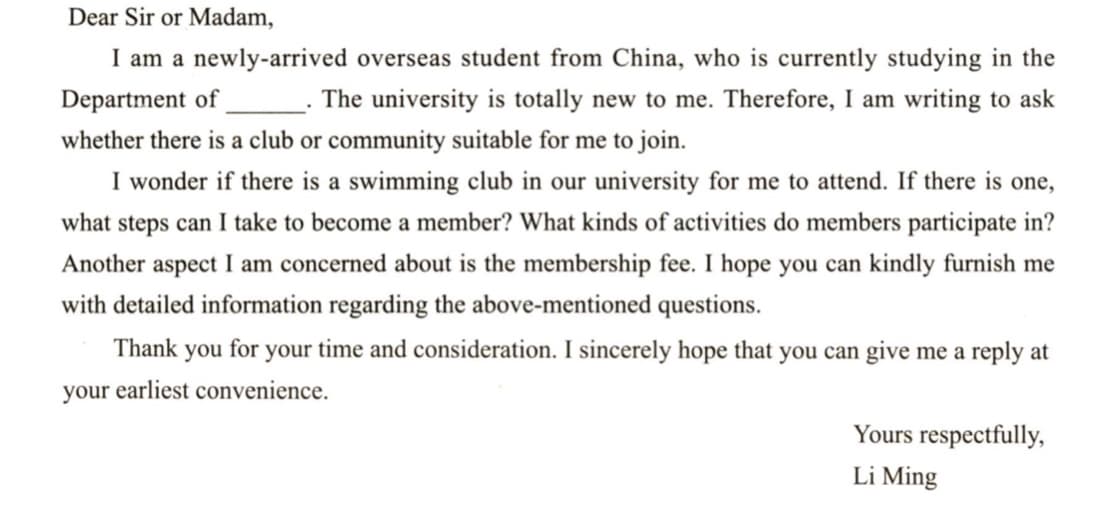 Dear Sir or Madam,
I am a newly-arrived overseas student from China, who is currently studying in the
Department of ______. The university is totally new to me. Therefore, I am writing to ask
whether there is a club or community suitable for me to join.
I wonder if there is a swimming club in our university for me to attend. If there is one,
what steps can I take to become a member? What kinds of activities do members participate in?
Another aspect I am concerned about is the membership fee. I hope you can kindly furnish me
with detailed information regarding the above-mentioned questions.
Thank you for your time and consideration. I sincerely hope that you can give me a reply at
your earliest convenience.
Yours respectfully,
Li Ming